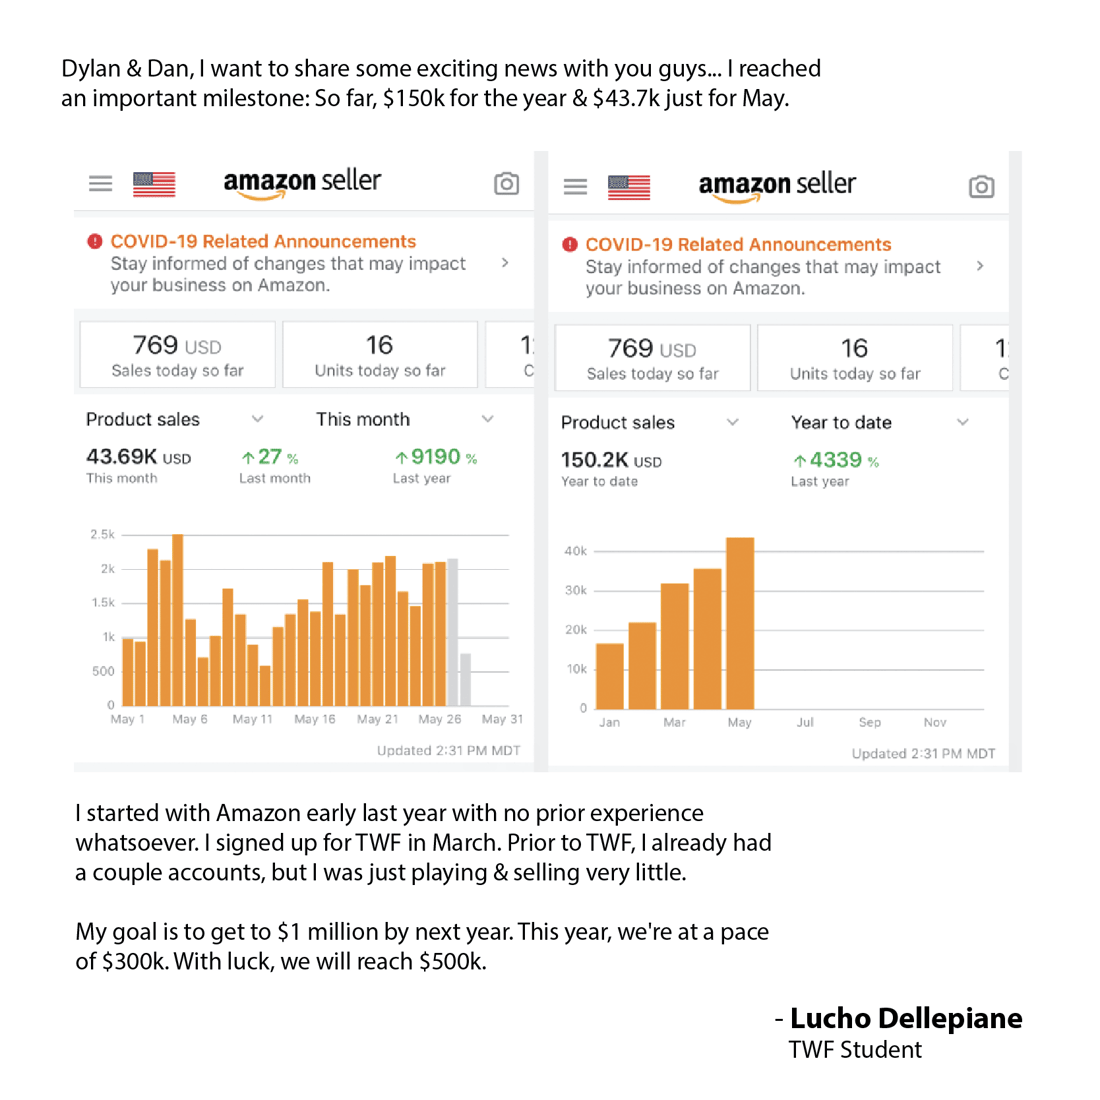 Dylan & Dan, I want to share some exciting news with you guys... I reached
an important milestone: So far, $150k for the year & $43.7k just for May.
amazon seller
COVID-19 Related Announcements
Stay informed of changes that may impact
your business on Amazon.
769 USD
Sales today so far
16
Units today so far
Product sales
This month
43.69K USD
This month
↑27 %
Last month
↑9190 %
Last year
2.5k
2k
1.5k
1k
500
0
May 1 May 6 May 11 May 16 May 21 May 26 May 31
Updated 2:31 PM MDT
amazon seller
COVID-19 Related Announcements
Stay informed of changes that may impact
your business on Amazon.
769 USD
Sales today so far
16
Units today so far
Product sales
Year to date
150.2K USD
Year to date
↑4339 %
Last year
40k
30k
20k
10k
0
Jan Mar May Jul Sep Nov
Updated 2:31 PM MDT
I started with Amazon early last year with no prior experience
whatsoever. I signed up for TWF in March. Prior to TWF, I already had
a couple accounts, but I was just playing & selling very little.
My goal is to get to $1 million by next year. This year, we're at a pace
of $300k. With luck, we will reach $500k.
- Lucho Dellepiane
TWF Student